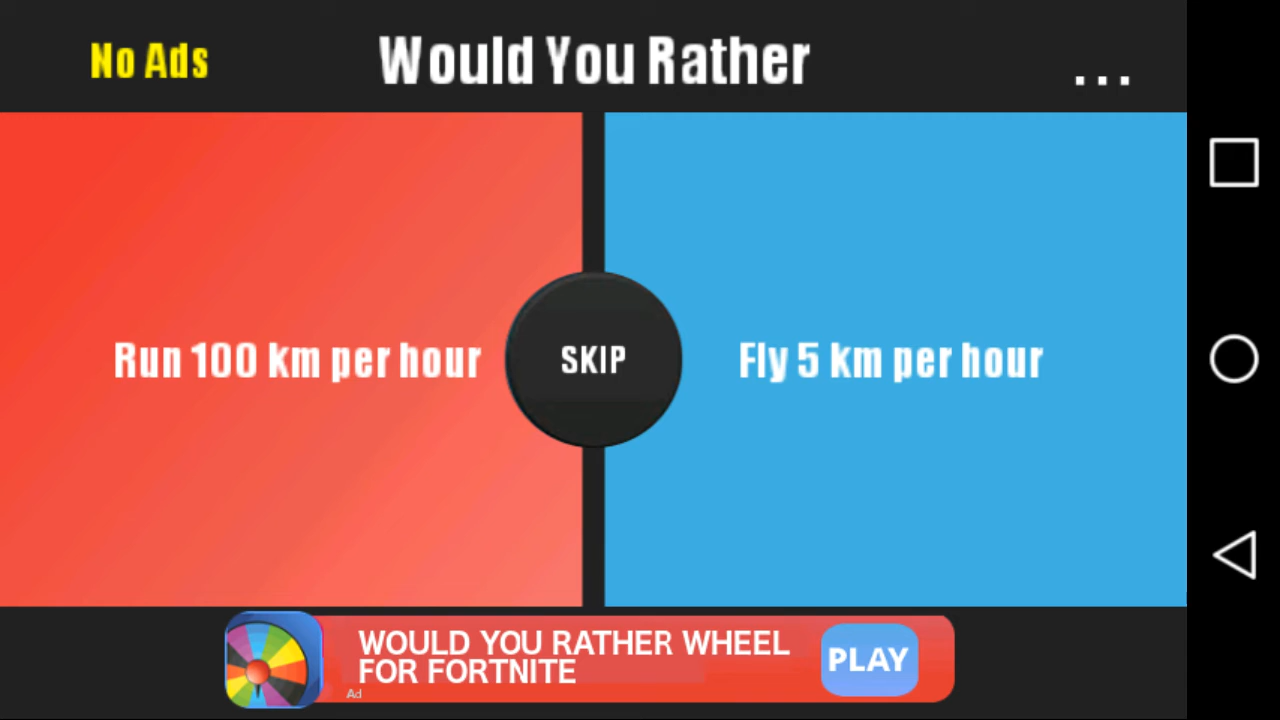 No Ads
Would You Rather
...
Run 100 km per hour
SKIP
Fly 5 km per hour
WOULD YOU RATHER WHEEL
FOR FORTNITE
PLAY
Ad